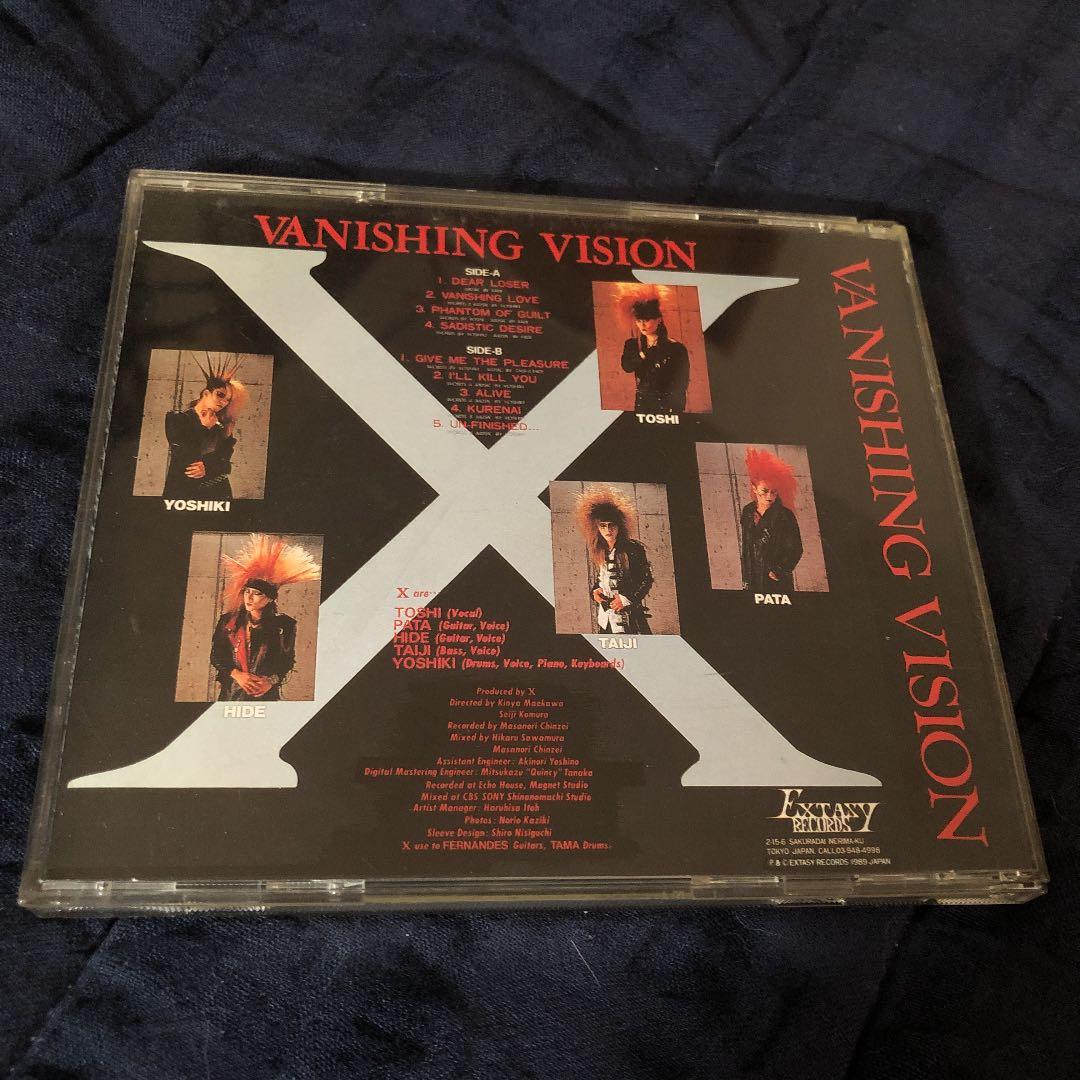 VANISHING VISION
SIDE-A
1. DEAR LOSER
2. VANISHING LOVE
3. PHANTOM OF GUILT
4. SADISTIC DESIRE
SIDE-B
1. GIVE ME THE PLEASURE
2. I'LL KILL YOU
3. ALIVE
4. KURENAI
5. UN-FINISHED...
TOSHI
YOSHIKI
PATA
TAIJI
HIDE
X are..
TOSHI (Vocal)
PATA (Guitar, Voice)
HIDE (Guitar, Voice)
TAIJI (Bass, Voice)
YOSHIKI (Drums, Voice, Piano, Keyboards)
Produced by X
Directed by Kinya Maekawa
Seiji Komura
Recorded by Masanori Chinzei
Mixed by Hikaru Sawamura
Masanori Chinzei
Assistant Engineer: Akinori Yoshino
Digital Mastering Engineer: Mitsukazu "Quincy" Tanaka
Recorded at Echo House, Magnet Studio
Mixed at CBS SONY Shinanomachi Studio
Artist Manager: Haruhisa Itoh
Photos: Norio Kaziki
Sleeve Design: Shiro Nisiguchi
X use to FERNANDES Guitars, TAMA Drums.
EXTASY
RECORDS
2-15-6 SAKURADAI NERIMA-KU
TOKYO JAPAN. CALL.03-948-4998
℗ & © EXTASY RECORDS 1989 JAPAN
VANISHING VISION